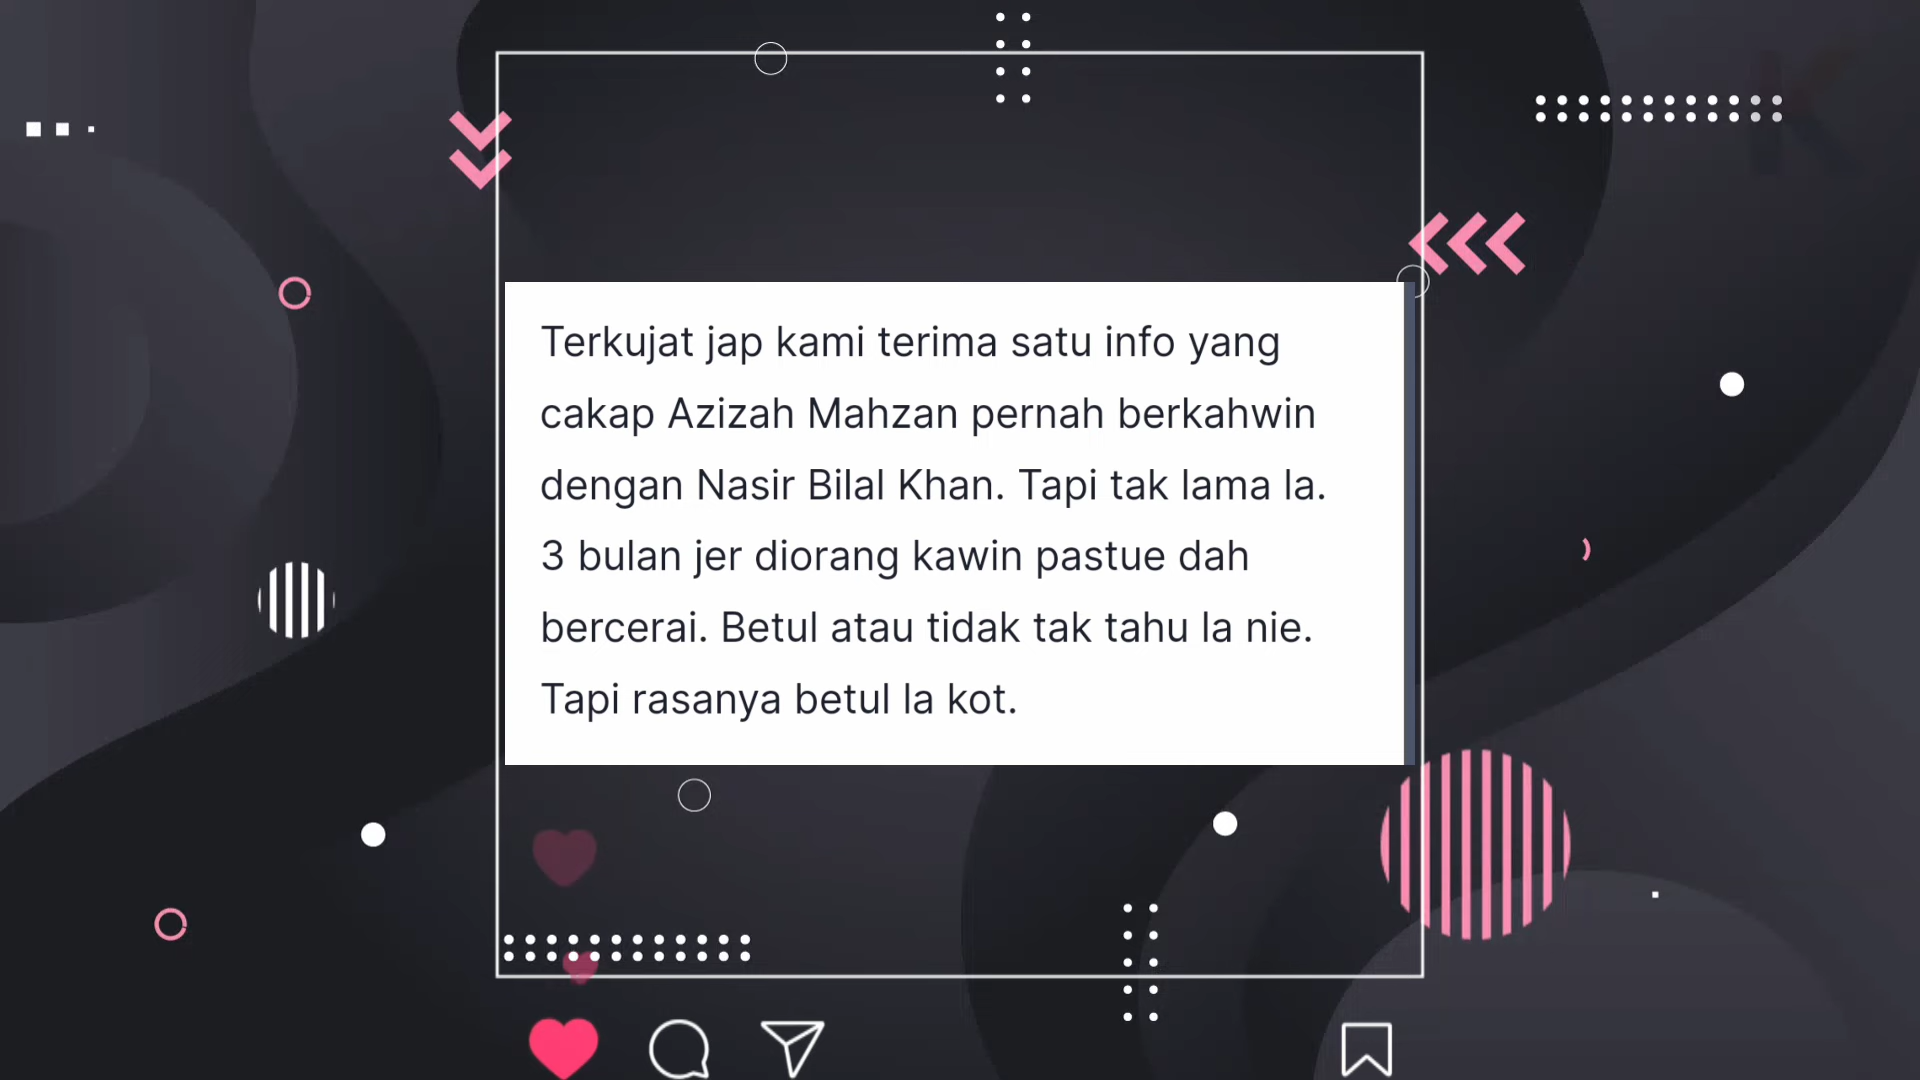 Terkujat jap kami terima satu info yang
cakap Azizah Mahzan pernah berkahwin
dengan Nasir Bilal Khan. Tapi tak lama la.
3 bulan jer diorang kawin pastue dah
bercerai. Betul atau tidak tak tahu la nie.
Tapi rasanya betul la kot.